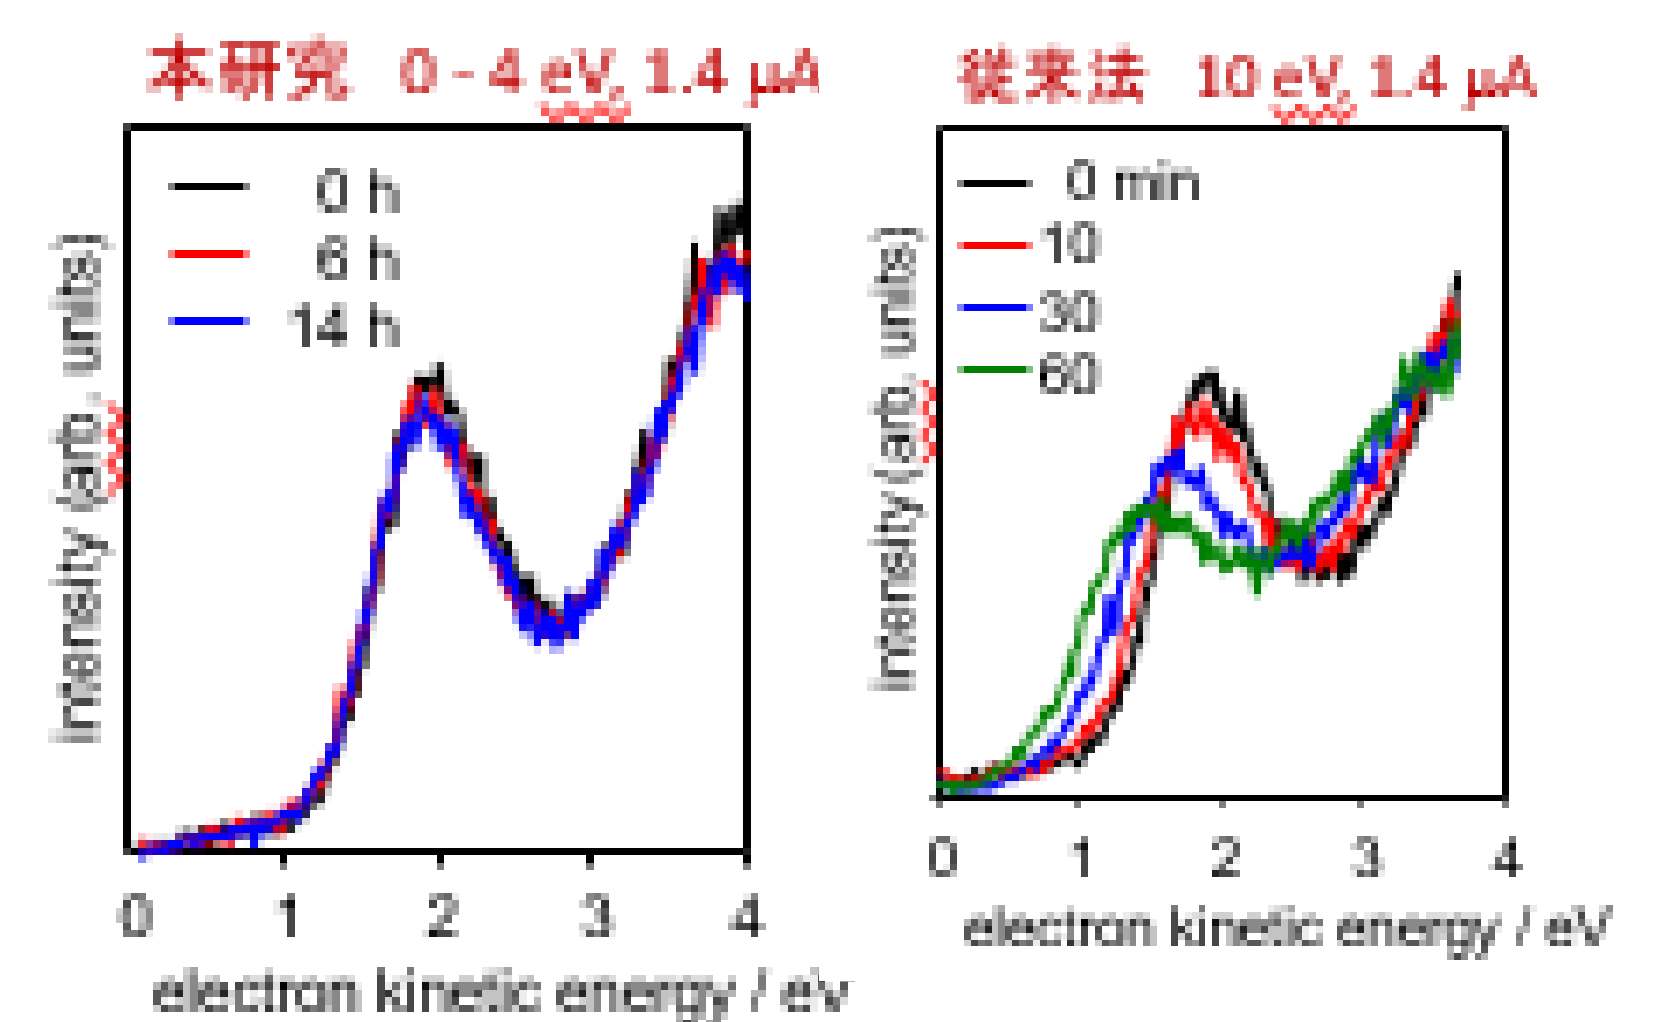 本研究 0 - 4 eV, 1.4 μA
0 h
6 h
14 h
intensity (arb. units)
0 1 2 3 4
electron kinetic energy / eV
従来法 10 eV, 1.4 μA
0 min
10
30
60
intensity (arb. units)
0 1 2 3 4
electron kinetic energy / eV